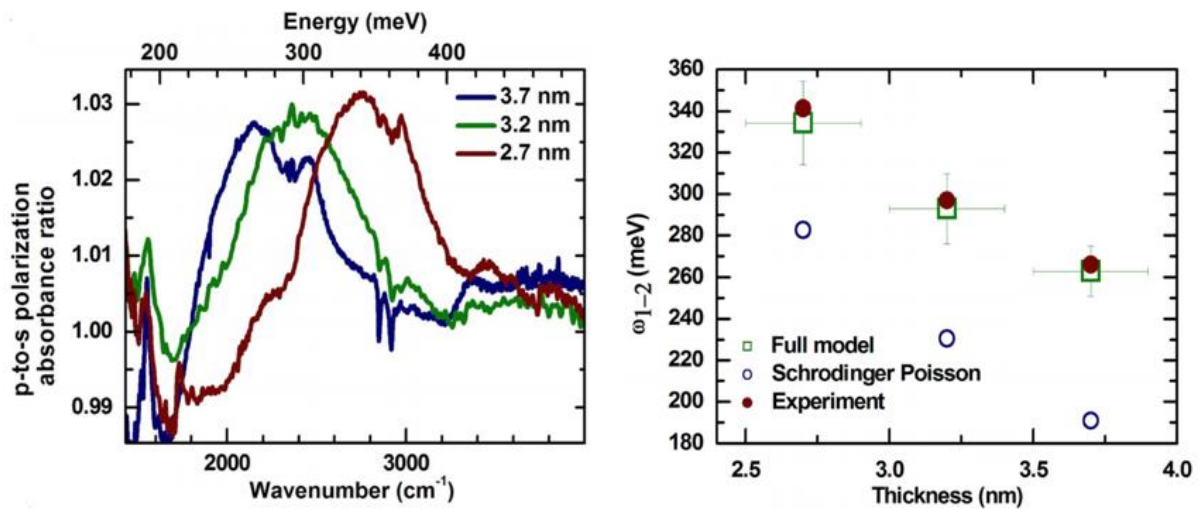 Energy (meV)
200 300 400
1.03
1.02
1.01
1.00
0.99
3.7 nm
3.2 nm
2.7 nm
p-to-s polarization
absorbance ratio
2000 3000
Wavenumber (cm⁻¹)
360
340
320
300
280
260
240
220
200
180
ω₁₋₂ (meV)
Full model
Schrodinger Poisson
Experiment
2.5 3.0 3.5 4.0
Thickness (nm)